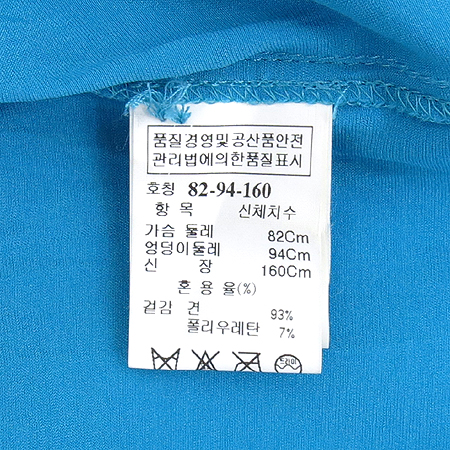 품질경영및공산품안전
관리법에의한품질표시
호칭 82-94-160
항 목 신체치수
가슴 둘레 82Cm
엉덩이둘레 94Cm
신 장 160Cm
혼 용 율(%)
겉감 견 93%
폴리우레탄 7%
드라이